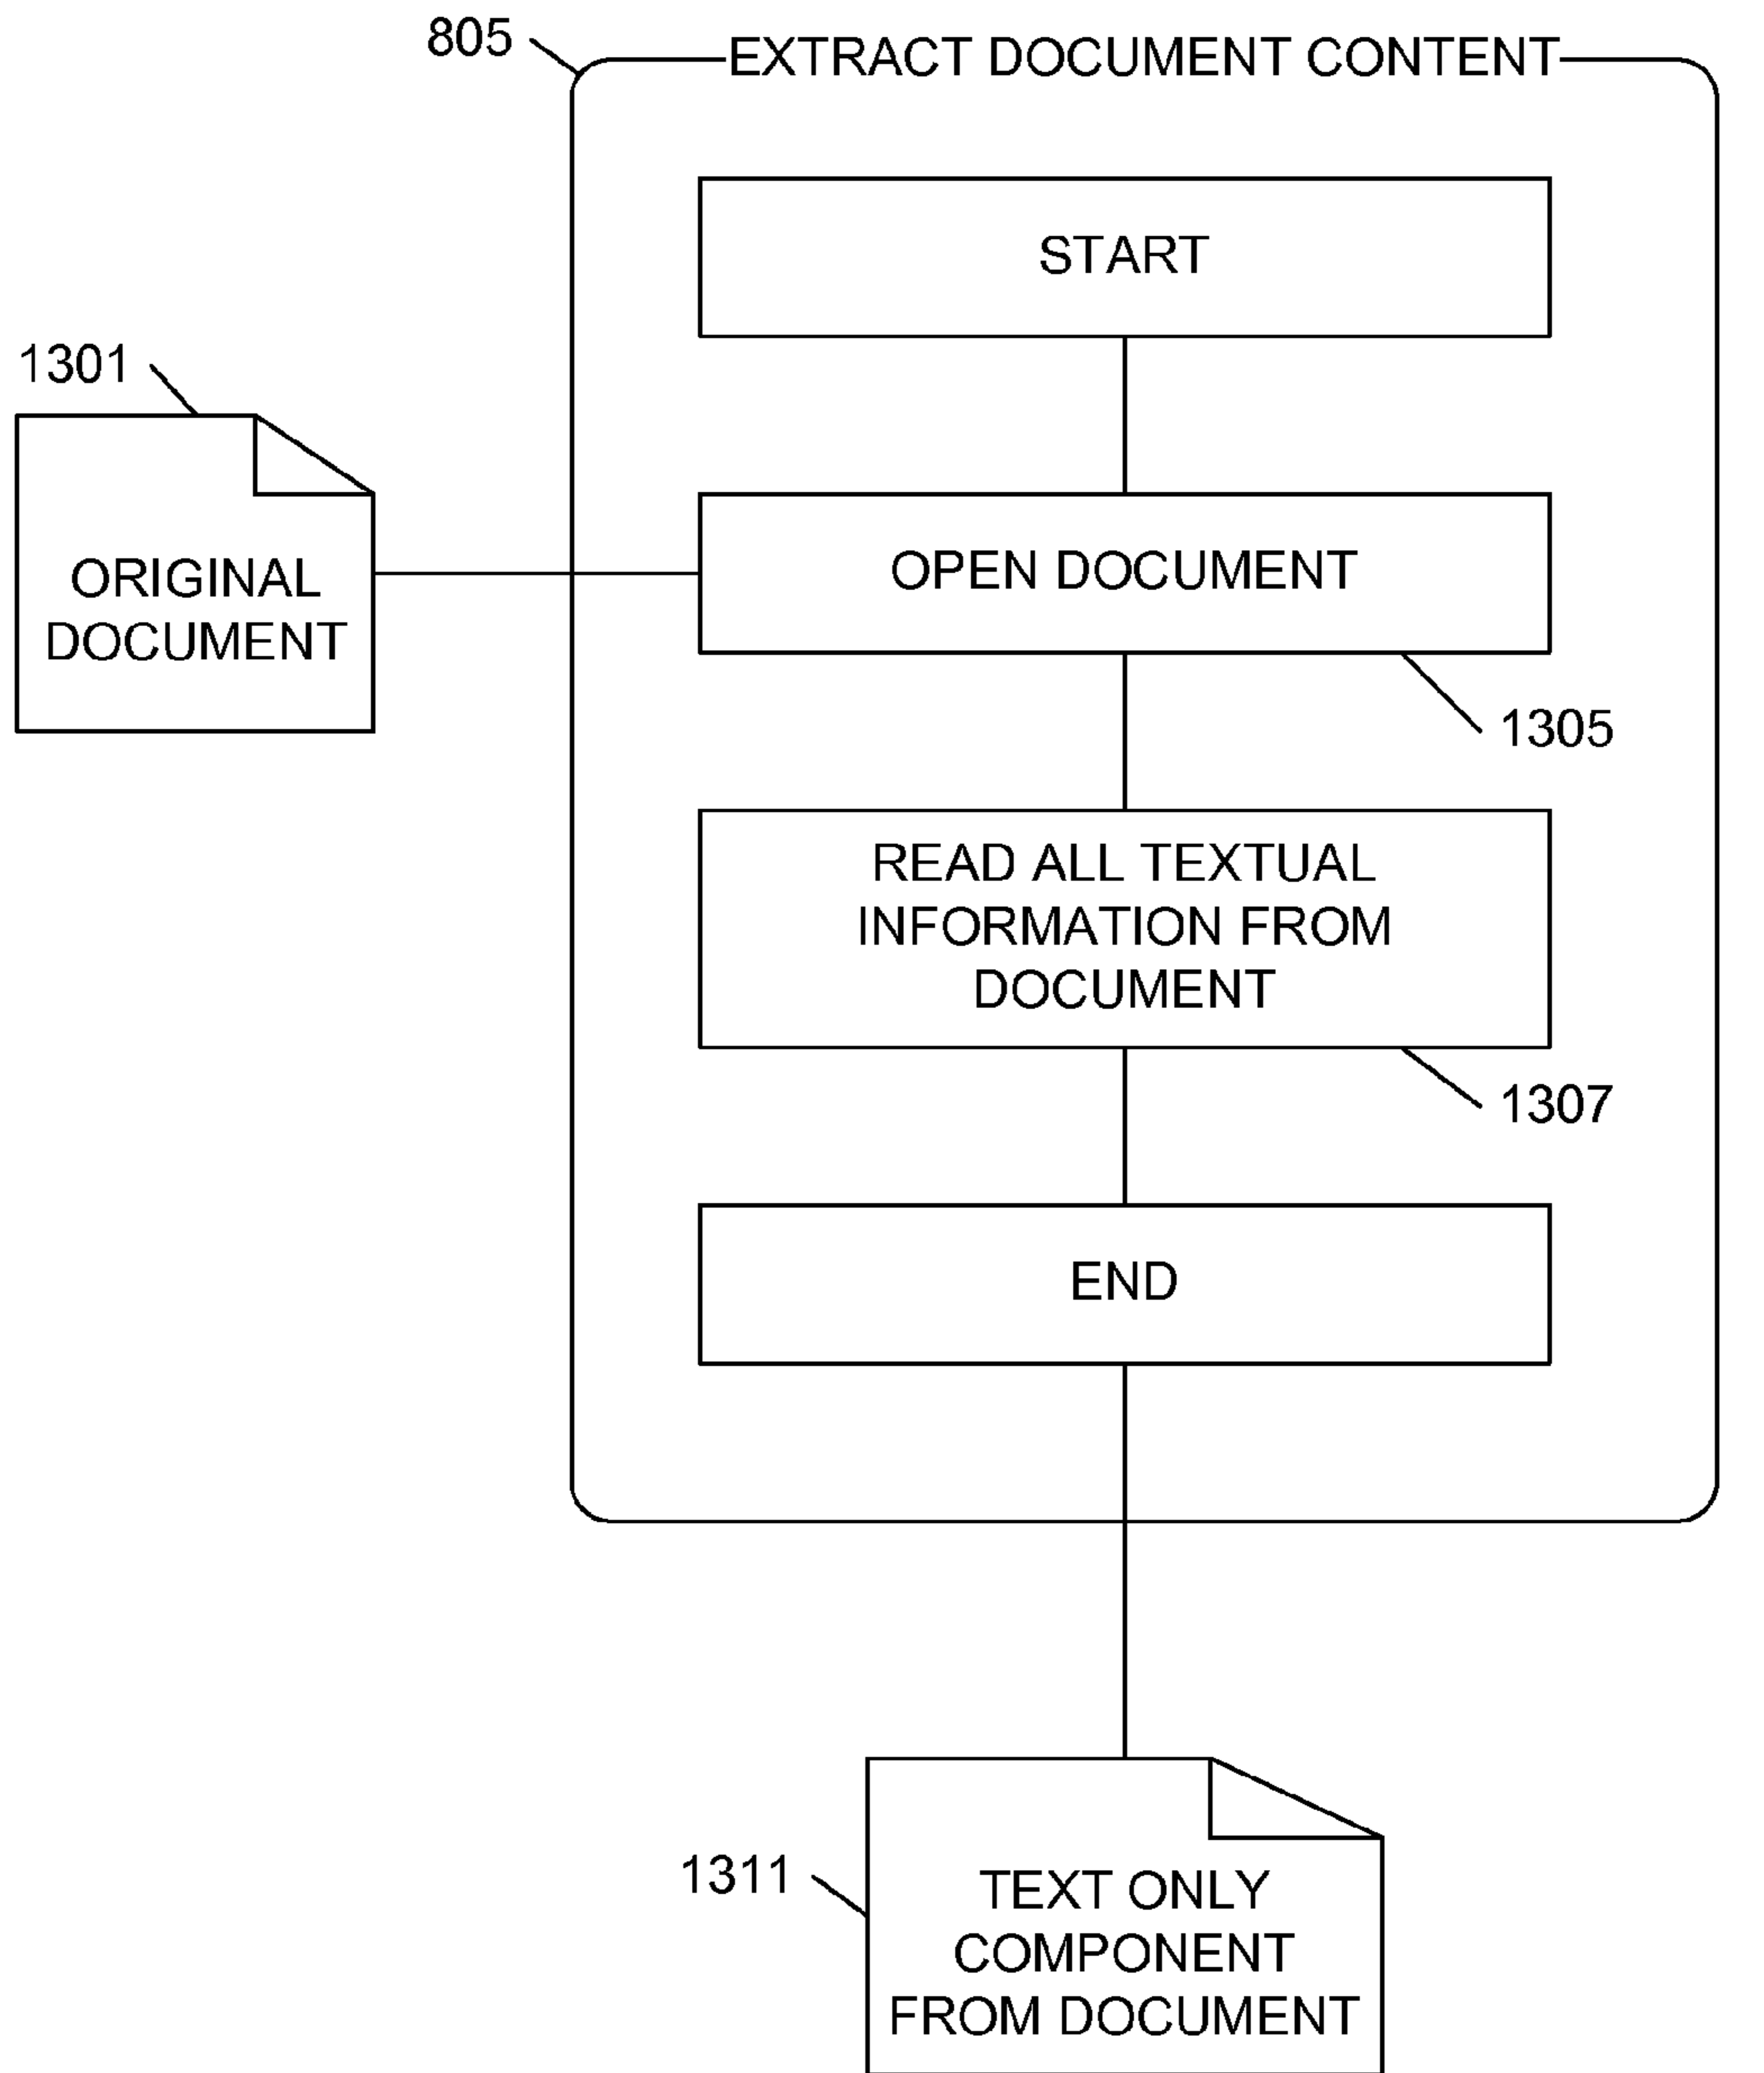 805
EXTRACT DOCUMENT CONTENT
START
1301
ORIGINAL
DOCUMENT
OPEN DOCUMENT
1305
READ ALL TEXTUAL
INFORMATION FROM
DOCUMENT
1307
END
1311
TEXT ONLY
COMPONENT
FROM DOCUMENT